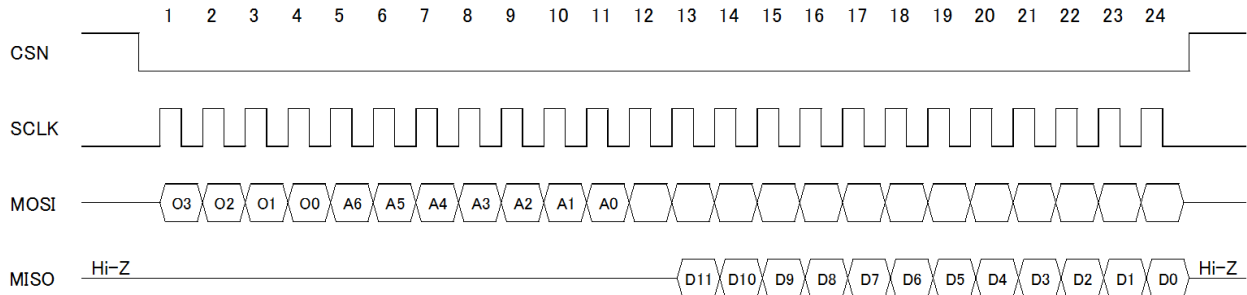 1 2 3 4 5 6 7 8 9 10 11 12 13 14 15 16 17 18 19 20 21 22 23 24
CSN
SCLK
MOSI O3 O2 O1 O0 A6 A5 A4 A3 A2 A1 A0
MISO Hi-Z D11 D10 D9 D8 D7 D6 D5 D4 D3 D2 D1 D0 Hi-Z